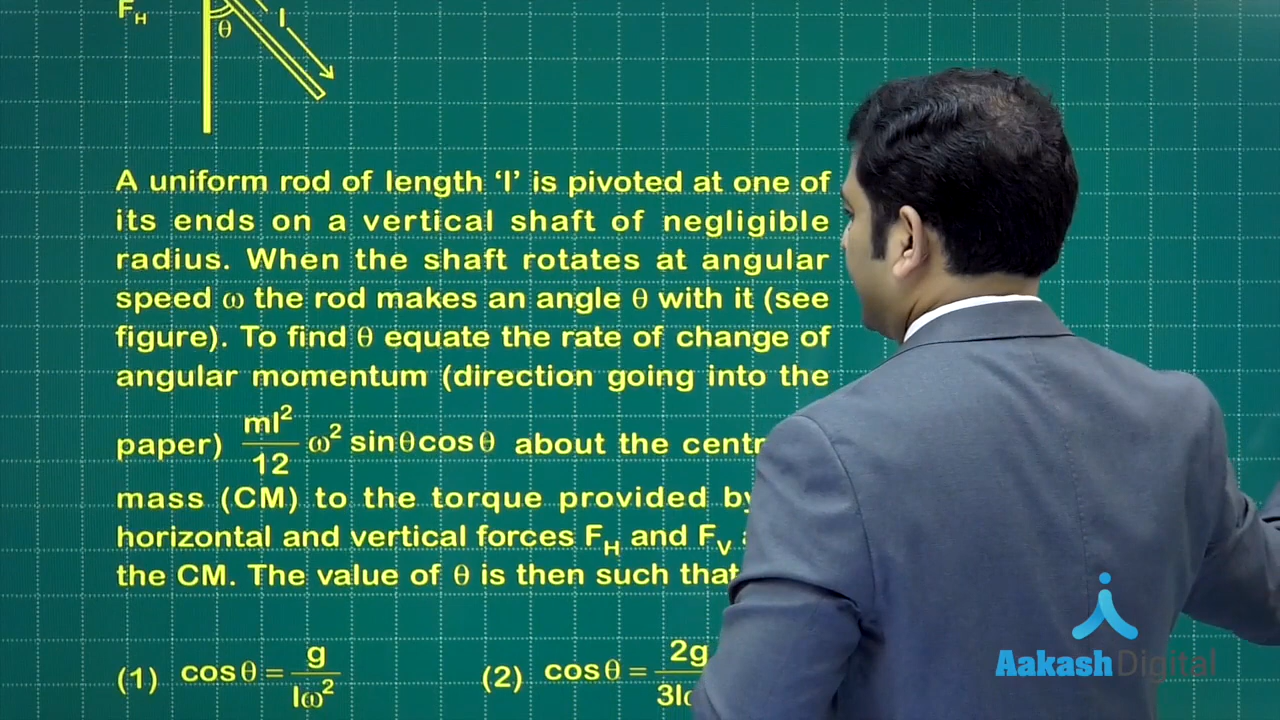 F_H
θ
l
A uniform rod of length ‘l’ is pivoted at one of
its ends on a vertical shaft of negligible
radius. When the shaft rotates at angular
speed ω the rod makes an angle θ with it (see
figure). To find θ equate the rate of change of
angular momentum (direction going into the
paper) ml²/12 ω² sinθcosθ about the
mass (CM) to the torque provided
horizontal and vertical forces F_H and F_V
the CM. The value of θ is then such that
(1) cosθ = g/lω² (2) cosθ =
Aakash Digital